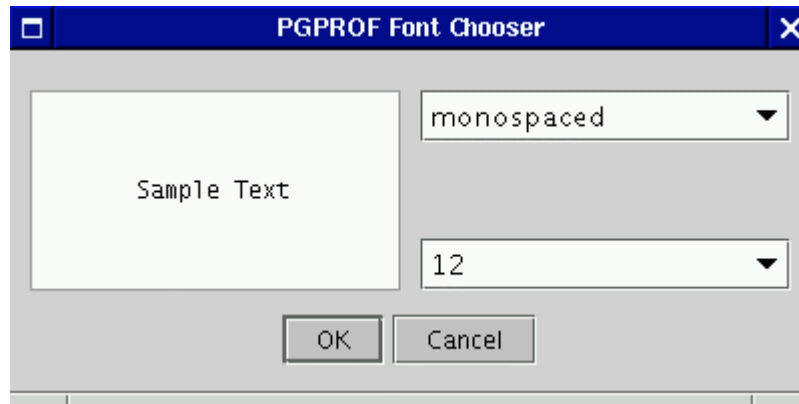 PGPROF Font Chooser
monospaced
Sample Text
12
OK
Cancel